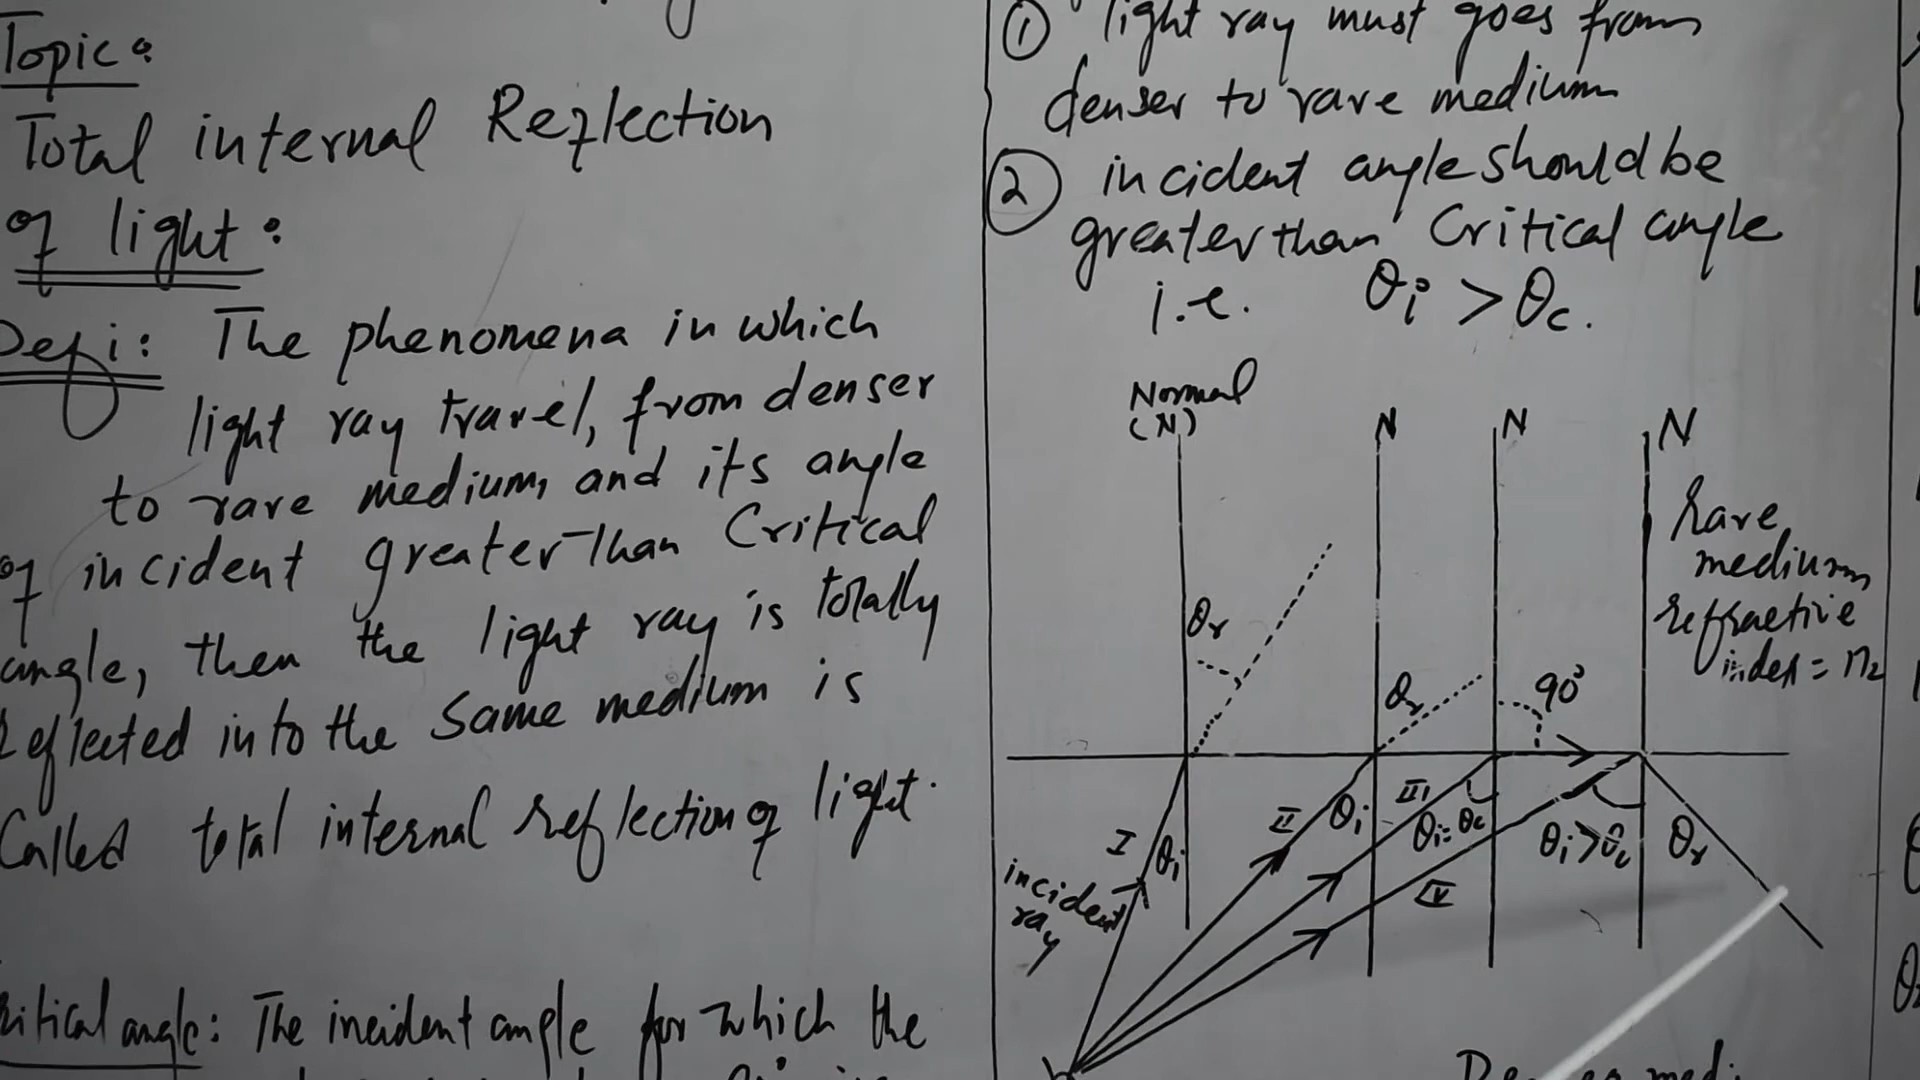 Topic:
Total internal Reflection
of light:
Defi: The phenomena in which
light ray travel, from denser
to rare medium, and its angle
of incident greater than Critical
angle, then the light ray is totally
Reflected into the Same medium is
Called total internal reflection of light.
the incident angle for which the
① light ray must goes from
denser to rare medium
② incident angle should be
greater than Critical angle
i.e. θi > θc.
Normal
(N)
N
N
N
Rare
medium
refractive
index = n2
θr
θr
90°
I
θi
II
θi
III
θi = θc
θi > θc
θr
IV
incident
ray